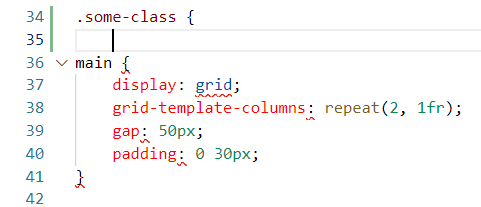 34 .some-class {
35
36 main {
37 display: grid;
38 grid-template-columns: repeat(2, 1fr);
39 gap: 50px;
40 padding: 0 30px;
41 }
42